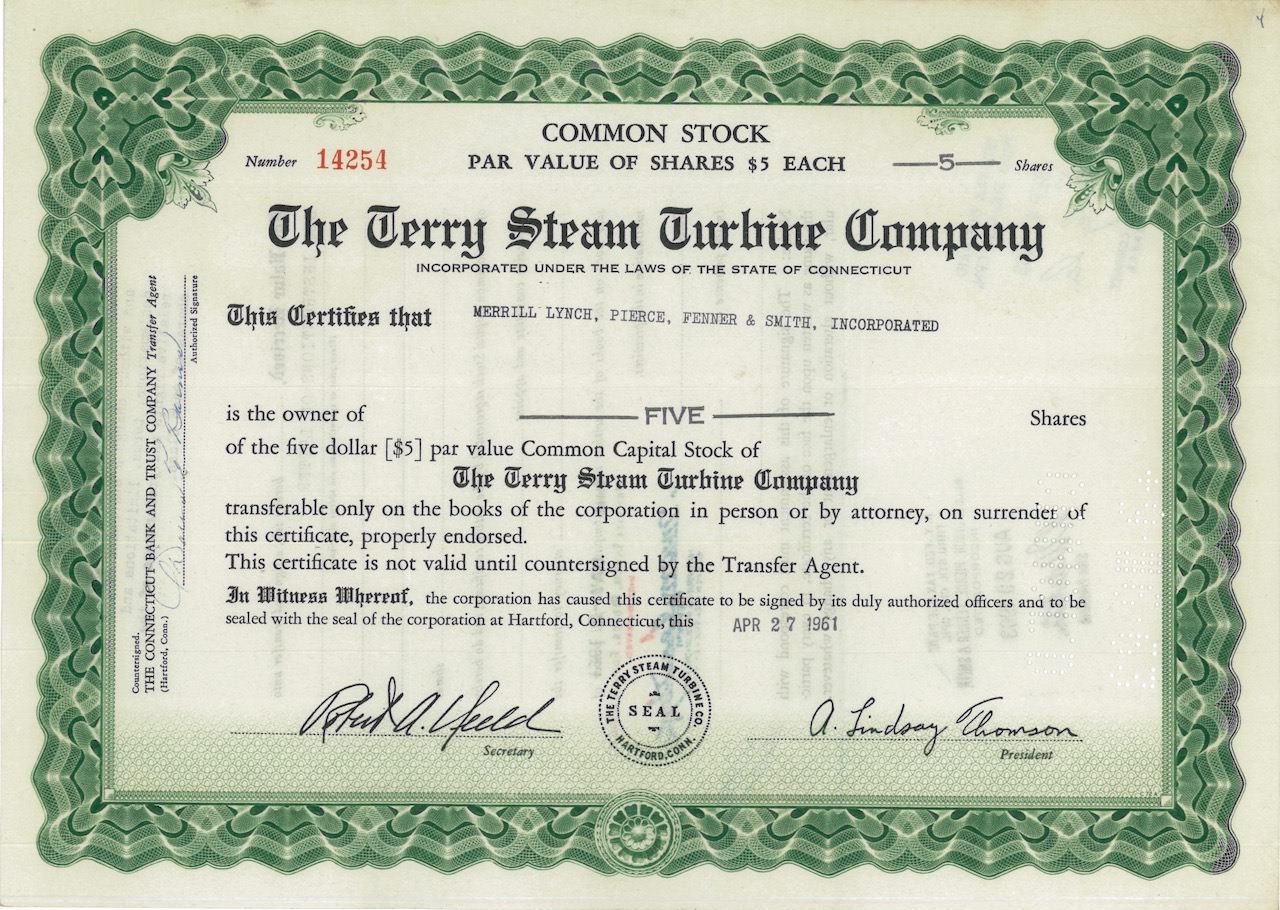 COMMON STOCK
Number 14254 PAR VALUE OF SHARES $5 EACH 5 Shares
The Terry Steam Turbine Company
INCORPORATED UNDER THE LAWS OF THE STATE OF CONNECTICUT
This Certifies that MERRILL LYNCH, PIERCE, FENNER & SMITH, INCORPORATED
is the owner of FIVE Shares
of the five dollar [$5] par value Common Capital Stock of
The Terry Steam Turbine Company
transferable only on the books of the corporation in person or by attorney, on surrender of
this certificate, properly endorsed.
This certificate is not valid until countersigned by the Transfer Agent.
In Witness Whereof, the corporation has caused this certificate to be signed by its duly authorized officers and to be
sealed with the seal of the corporation at Hartford, Connecticut, this APR 27 1961
Robert A.
Secretary
THE TERRY STEAM TURBINE CO.
SEAL
HARTFORD, CONN.
A. Lindsay Thomson
President
Countersigned.
THE CONNECTICUT BANK AND TRUST COMPANY Transfer Agent
(Hartford, Conn.)
Authorized Signature